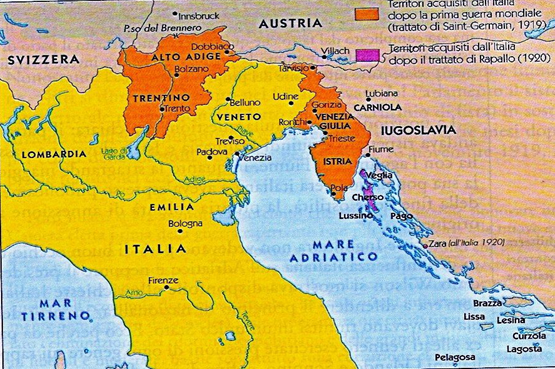 Territori acquisiti dall'Italia
dopo la prima guerra mondiale
(trattato di Saint-Germain, 1919)
Territori acquisiti dall'Italia
dopo il trattato di Rapallo (1920)
Innsbruck
AUSTRIA
P.so del Brennero
Dobbiaco
Villach
SVIZZERA
ALTO ADIGE
Tarvisio
Bolzano
Lubiana
TRENTINO
Belluno
Udine
CARNIOLA
Trento
Gorizia
VENETO
VENEZIA
GIULIA
Ronchi
IUGOSLAVIA
Piave
Trieste
LOMBARDIA
Lago di
Garda
Treviso
Fiume
Padova
Venezia
ISTRIA
Adige
Pola
Veglia
Cherso
EMILIA
Lussino
Pago
Bologna
ITALIA
MARE
ADRIATICO
Zara (all'Italia 1920)
Firenze
Arno
MAR
TIRRENO
Tevere
Brazza
Lissa
Lesina
Curzola
Lagosta
Pelagosa